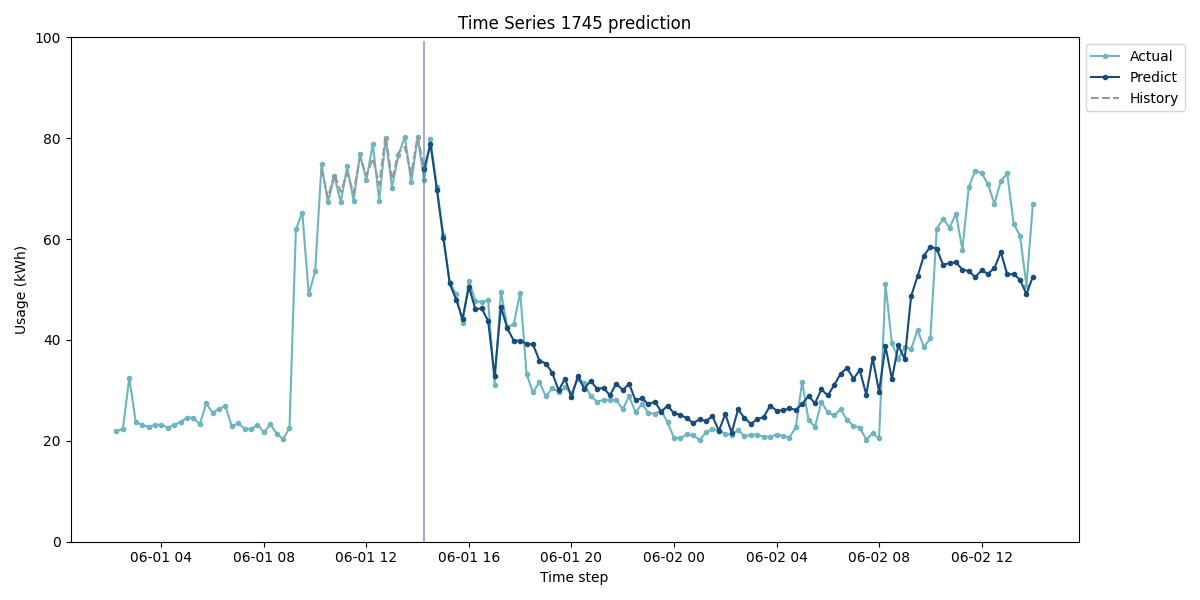 Time Series 1745 prediction
100
80
60
40
20
0
Usage (kWh)
06-01 04
06-01 08
06-01 12
06-01 16
06-01 20
06-02 00
06-02 04
06-02 08
06-02 12
Time step
Actual
Predict
History